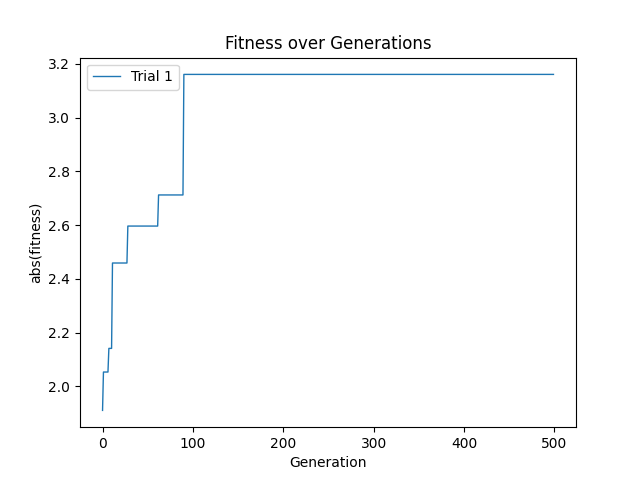 Fitness over Generations
Trial 1
abs(fitness)
3.2
3.0
2.8
2.6
2.4
2.2
2.0
0 100 200 300 400 500
Generation